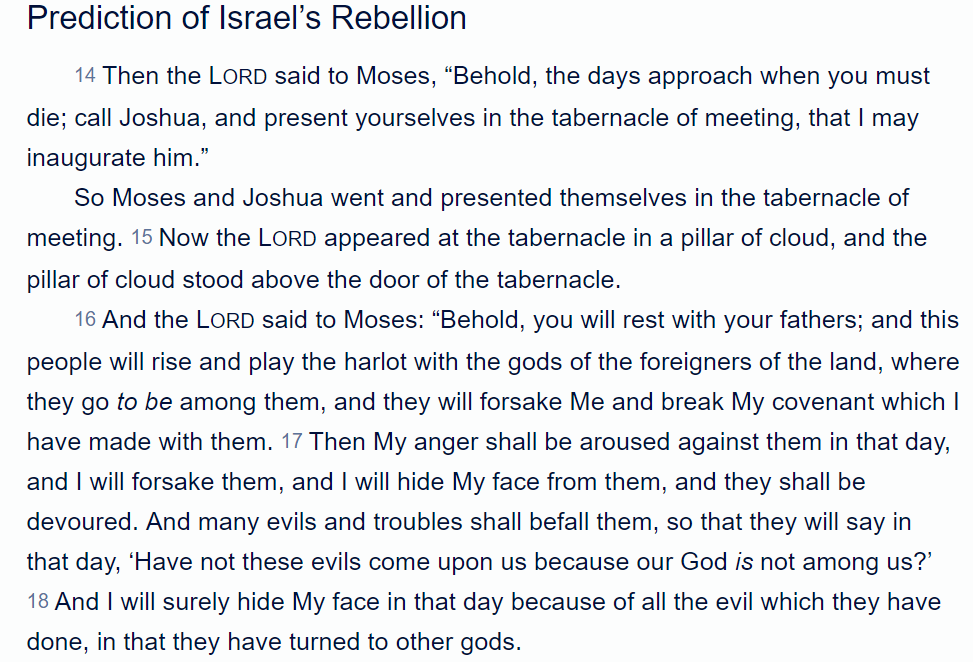 Prediction of Israel’s Rebellion
14 Then the LORD said to Moses, “Behold, the days approach when you must
die; call Joshua, and present yourselves in the tabernacle of meeting, that I may
inaugurate him.”
So Moses and Joshua went and presented themselves in the tabernacle of
meeting. 15 Now the LORD appeared at the tabernacle in a pillar of cloud, and the
pillar of cloud stood above the door of the tabernacle.
16 And the LORD said to Moses: “Behold, you will rest with your fathers; and this
people will rise and play the harlot with the gods of the foreigners of the land, where
they go to be among them, and they will forsake Me and break My covenant which I
have made with them. 17 Then My anger shall be aroused against them in that day,
and I will forsake them, and I will hide My face from them, and they shall be
devoured. And many evils and troubles shall befall them, so that they will say in
that day, ‘Have not these evils come upon us because our God is not among us?’
18 And I will surely hide My face in that day because of all the evil which they have
done, in that they have turned to other gods.